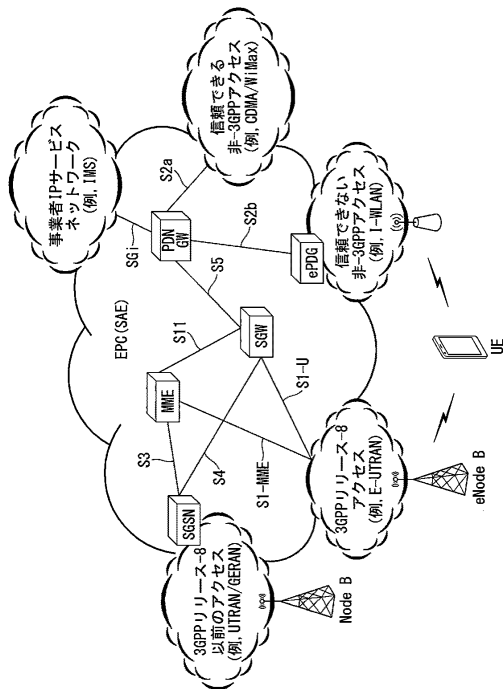 事業者IPサービス
ネットワーク
(例, IMS)
信頼できる
非-3GPPアクセス
(例, CDMA/WiMax)
SGi
S2a
PDN
GW
EPC(SAE)
S5
S2b
S11
MME
SGW
ePDG
信頼できない
非-3GPPアクセス
(例, I-WLAN)
S3
S4
S1-MME
S1-U
SGSN
3GPPリリース-8
以前のアクセス
(例, UTRAN/GERAN)
3GPPリリース-8
アクセス
(例, E-UTRAN)
Node B
eNode B
UE